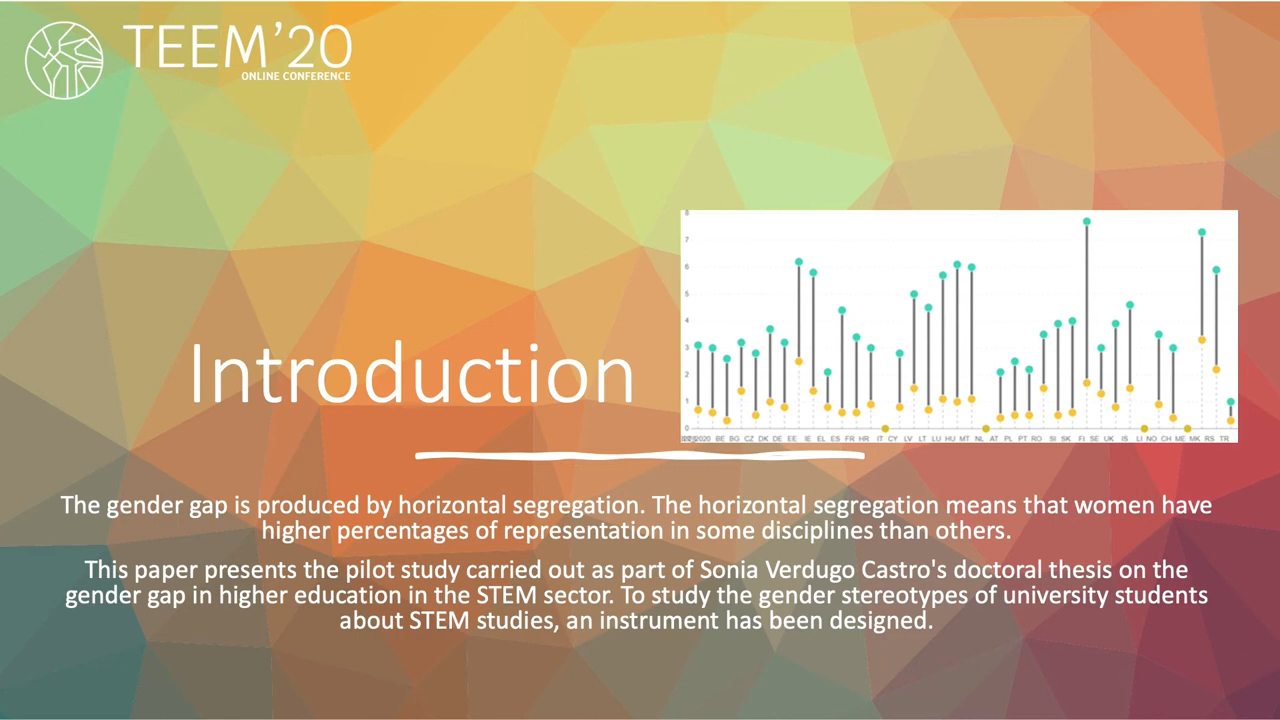 TEEM'20
ONLINE CONFERENCE
Introduction
8
7
6
5
4
3
2
1
0
BE BG CZ DK DE EE IE EL ES FR HR IT CY LV LT LU HU MT NL AT PL PT RO SI SK FI SE UK IS LI NO CH ME MK RS TR
The gender gap is produced by horizontal segregation. The horizontal segregation means that women have
higher percentages of representation in some disciplines than others.
This paper presents the pilot study carried out as part of Sonia Verdugo Castro's doctoral thesis on the
gender gap in higher education in the STEM sector. To study the gender stereotypes of university students
about STEM studies, an instrument has been designed.